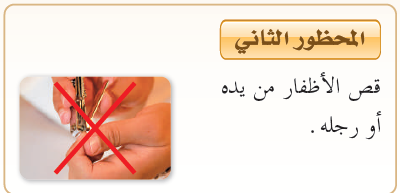 المحظور الثاني
قص الأظفار من يده
أو رجله.